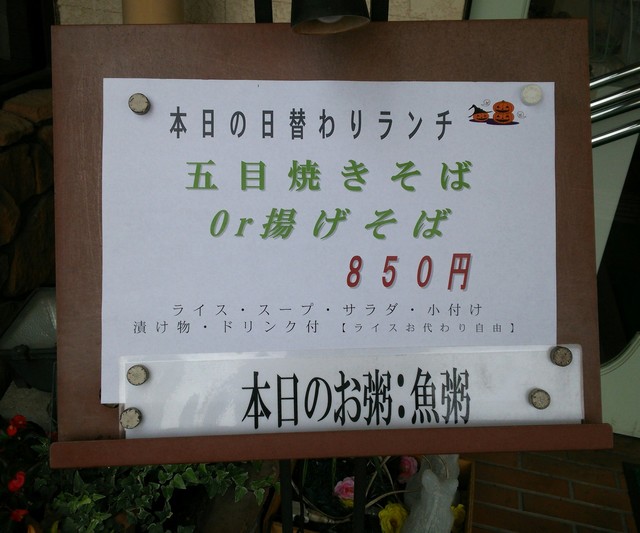 本日の日替わりランチ
五目焼きそば
Or揚げそば
850円
ライス・スープ・サラダ・小付け
漬け物・ドリンク付【ライスお代わり自由】
本日のお粥:魚粥